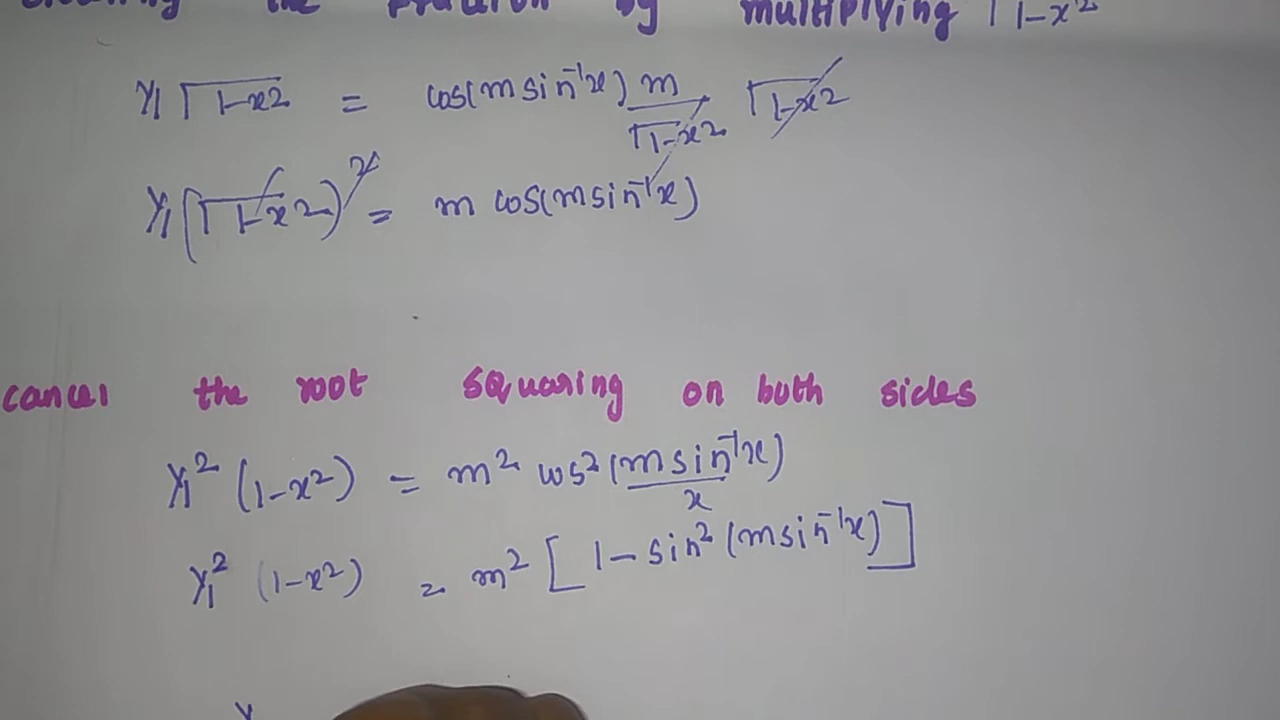 the by multiplying √1-x²
y₁ √1-x2 = cos(m sin⁻¹x) m/√1-x2 √1-x2
y₁(√1-x2)² = m cos(m sin⁻¹x)
cancel the root squaring on both sides
y₁² (1-x²) = m² cos² (m sin⁻¹x)
x
y₁² (1-x²) = m² [1-sin² (m sin⁻¹x)]
y